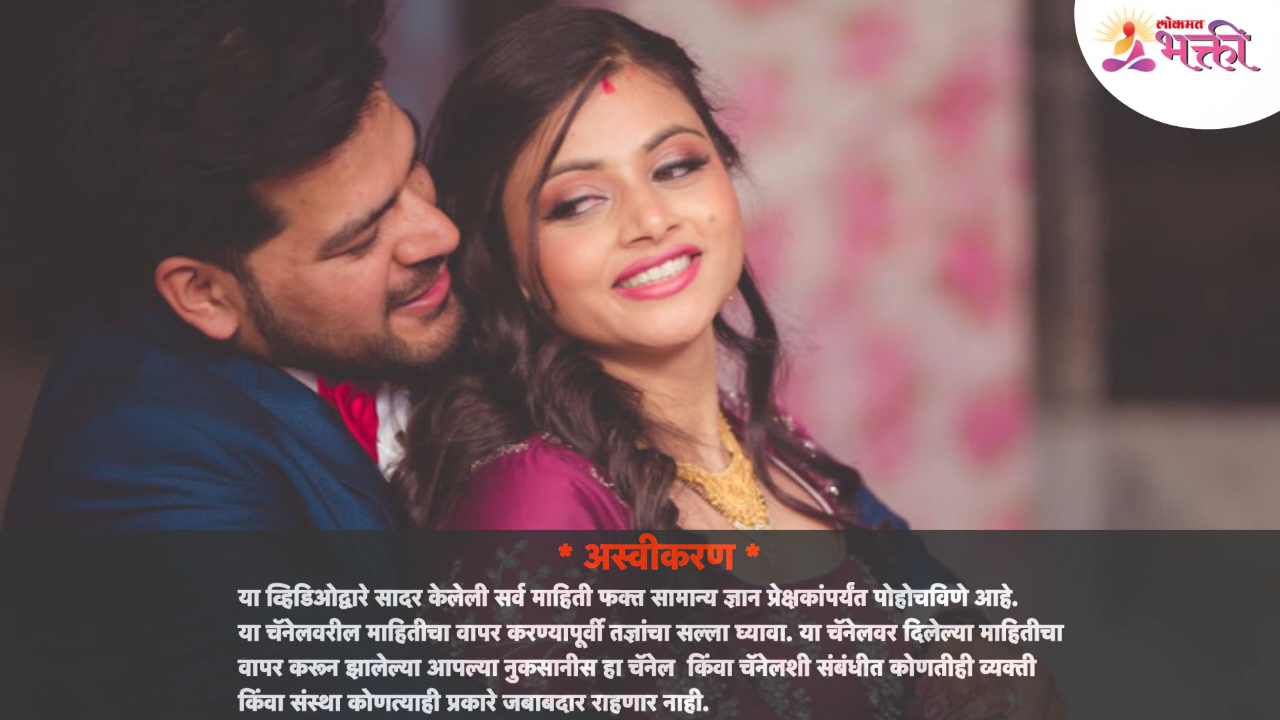 लोकमत
भक्ती
* अस्वीकरण *
या व्हिडिओद्वारे सादर केलेली सर्व माहिती फक्त सामान्य ज्ञान प्रेक्षकांपर्यंत पोहोचविणे आहे.
या चॅनेलवरील माहितीचा वापर करण्यापूर्वी तज्ञांचा सल्ला घ्यावा. या चॅनेलवर दिलेल्या माहितीचा
वापर करून झालेल्या आपल्या नुकसानीस हा चॅनेल किंवा चॅनेलशी संबंधीत कोणतीही व्यक्ती
किंवा संस्था कोणत्याही प्रकारे जबाबदार राहणार नाही.